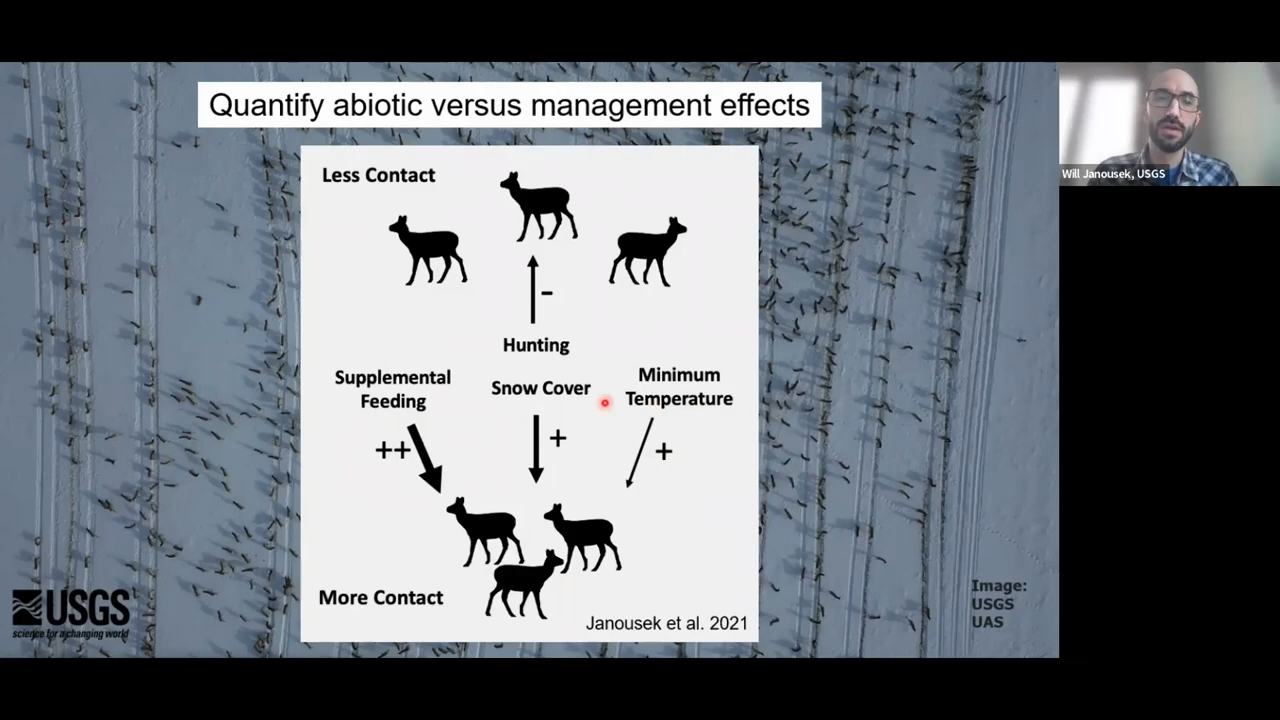 Quantify abiotic versus management effects
Less Contact
-
Hunting
Supplemental
Feeding
Snow Cover
Minimum
Temperature
++
+
+
More Contact
Janousek et al. 2021
USGS
science for a changing world
Image:
USGS
UAS
Will Janousek, USGS